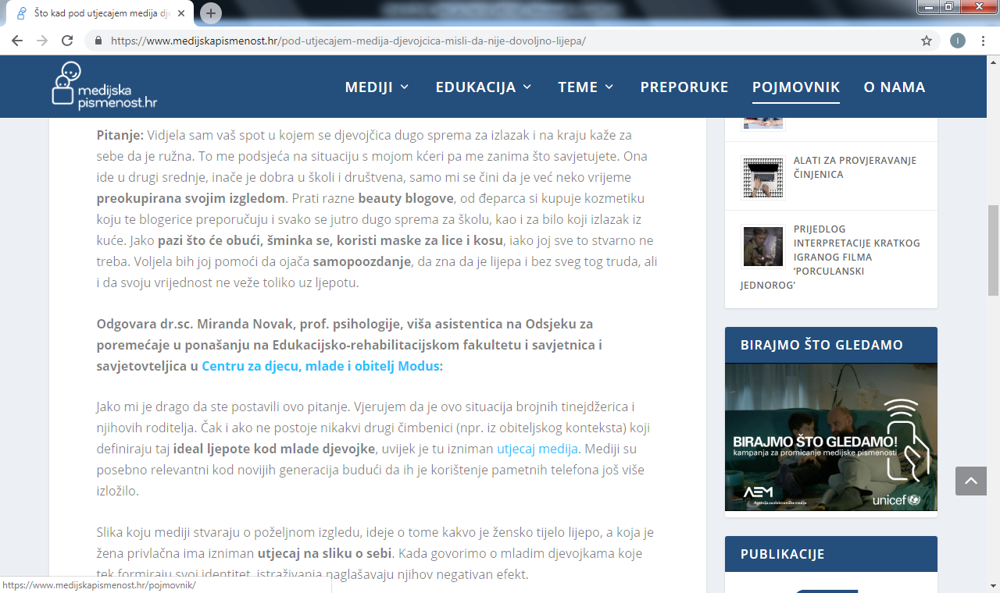 Što kad pod utjecajem medija dje
https://www.medijskapismenost.hr/pod-utjecajem-medija-djevojcica-misli-da-nije-dovoljno-lijepa/
I
medijska
pismenost.hr
MEDIJI
EDUKACIJA
TEME
PREPORUKE
POJMOVNIK
O NAMA
Pitanje: Vidjela sam vaš spot u kojem se djevojčica dugo sprema za izlazak i na kraju kaže za
sebe da je ružna. To me podsjeća na situaciju s mojom kćeri pa me zanima što savjetujete. Ona
ide u drugi srednje, inače je dobra u školi i društvena, samo mi se čini da je već neko vrijeme
preokupirana svojim izgledom. Prati razne beauty blogove, od đeparca si kupuje kozmetiku
koju te blogerice preporučuju i svako se jutro dugo sprema za školu, kao i za bilo koji izlazak iz
kuće. Jako pazi što će obući, šminka se, koristi maske za lice i kosu, iako joj sve to stvarno ne
treba. Voljela bih joj pomoći da ojača samopoozdanje, da zna da je lijepa i bez sveg tog truda, ali
i da svoju vrijednost ne veže toliko uz ljepotu.
Odgovara dr.sc. Miranda Novak, prof. psihologije, viša asistentica na Odsjeku za
poremećaje u ponašanju na Edukacijsko-rehabilitacijskom fakultetu i savjetnica i
savjetoveljica u Centru za djecu, mlade i obitelj Modus:
Jako mi je drago da ste postavili ovo pitanje. Vjerujem da je ovo situacija brojnih tinejdžerica i
njihovih roditelja. Čak i ako ne postoje nikakvi drugi čimbenici (npr. iz obiteljskog konteksta) koji
definiraju taj ideal ljepote kod mlade djevojke, uvijek je tu izniman utjecaj medija. Mediji su
posebno relevantni kod novijih generacija budući da ih je korištenje pametnih telefona još više
izložilo.
Slika koju mediji stvaraju o poželjnom izgledu, ideje o tome kakvo je žensko tijelo lijepo, a koja je
žena privlačna ima izniman utjecaj na sliku o sebi. Kada govorimo o mladim djevojkama koje
tek formiraju svoj identitet, istraživanja naglašavaju njihov negativan efekt.
https://www.medijskapismenost.hr/pojmovnik/
ALATI ZA PROVJERAVANJE
ČINJENICA
PRIJEDLOG
INTERPRETACIJE KRATKOG
IGRANOG FILMA
‘PORCULANSKI
JEDNOROG’
BIRAJMO ŠTO GLEDAMO
BIRAJMO ŠTO GLEDAMO!
kampanja za promicanje medijske pismenosti
AEM
Agencija za elektroničke medije
unicef
PUBLIKACIJE